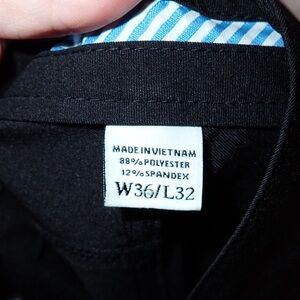 MADE IN VIETNAM
88% POLYESTER
12% SPANDEX
W36/L32